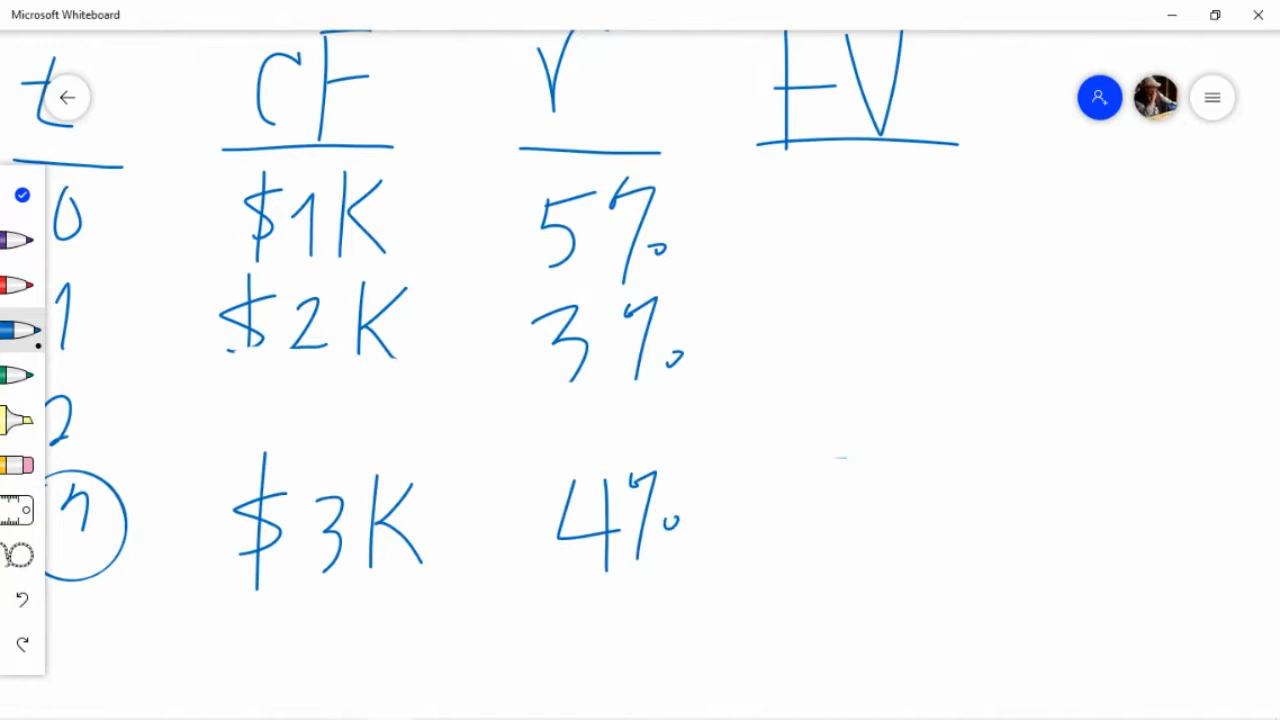 Microsoft Whiteboard
t CF r FV
0 $1K 5%
1 $2K 3%
2
n $3K 4%